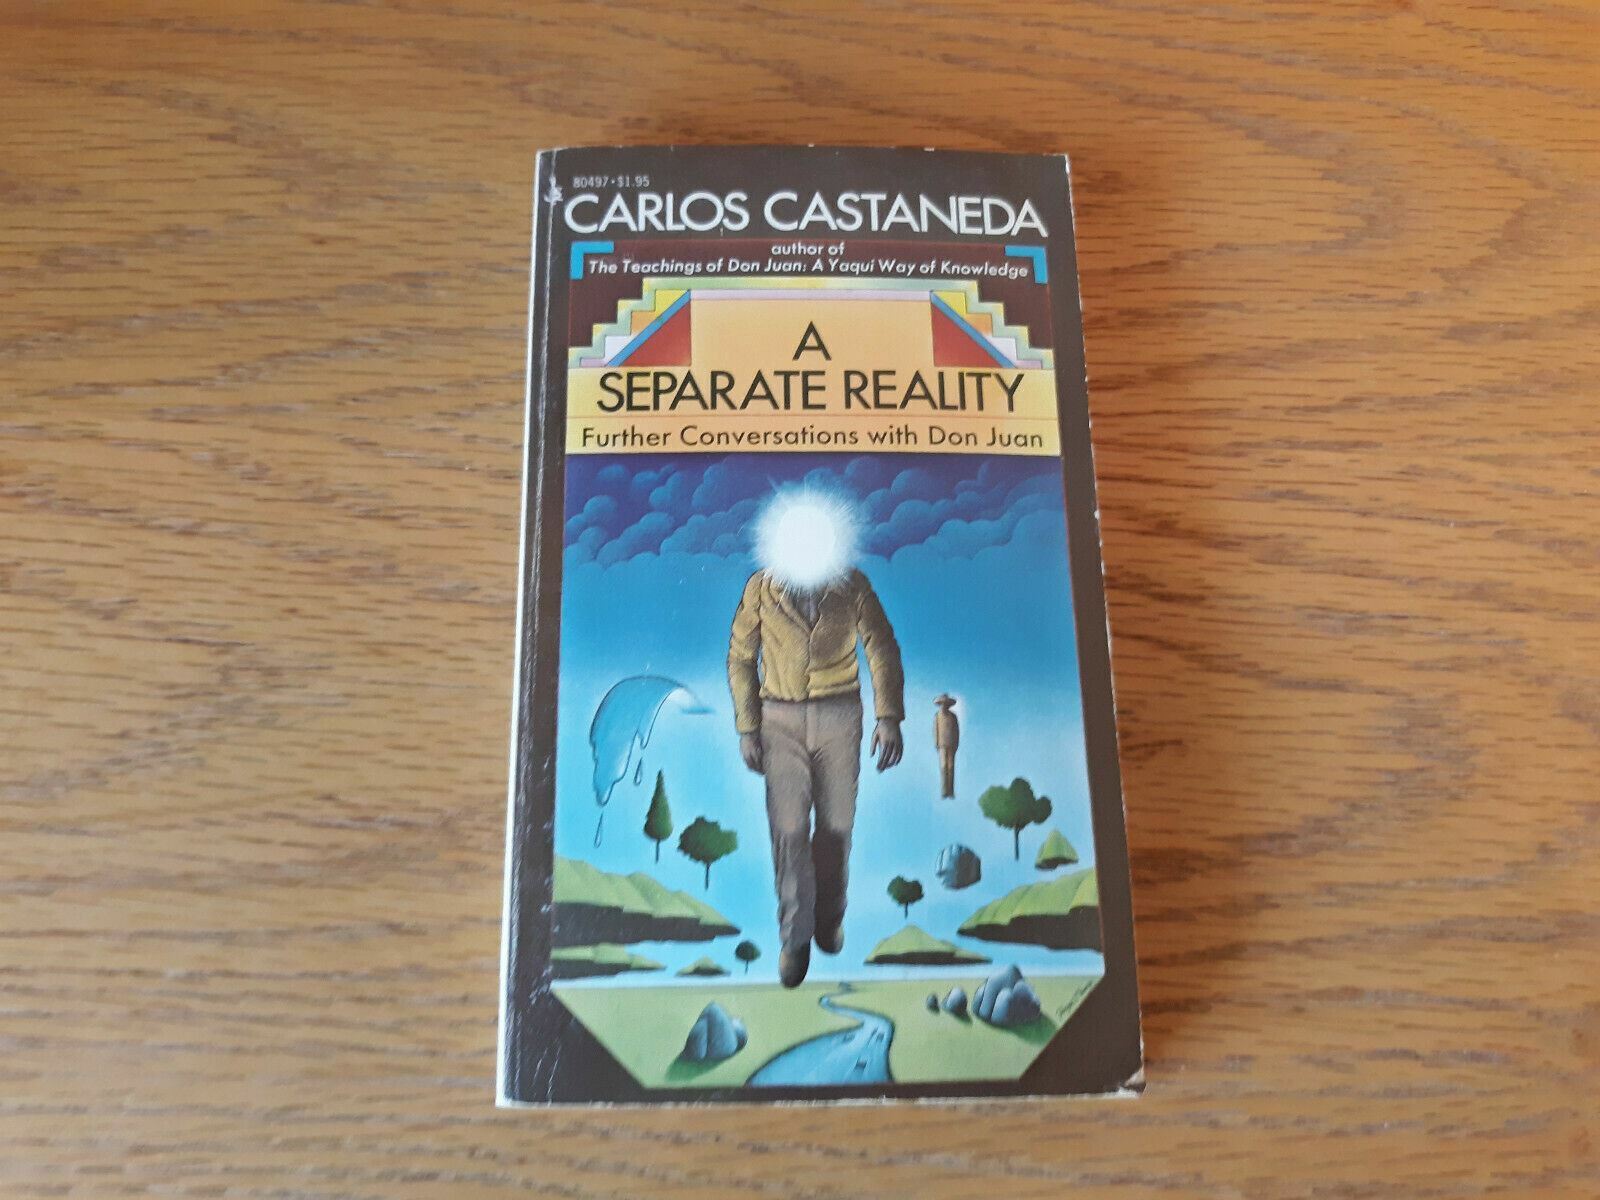 80497·$1.95
CARLOS CASTANEDA
author of
The Teachings of Don Juan: A Yaqui Way of Knowledge
A
SEPARATE REALITY
Further Conversations with Don Juan